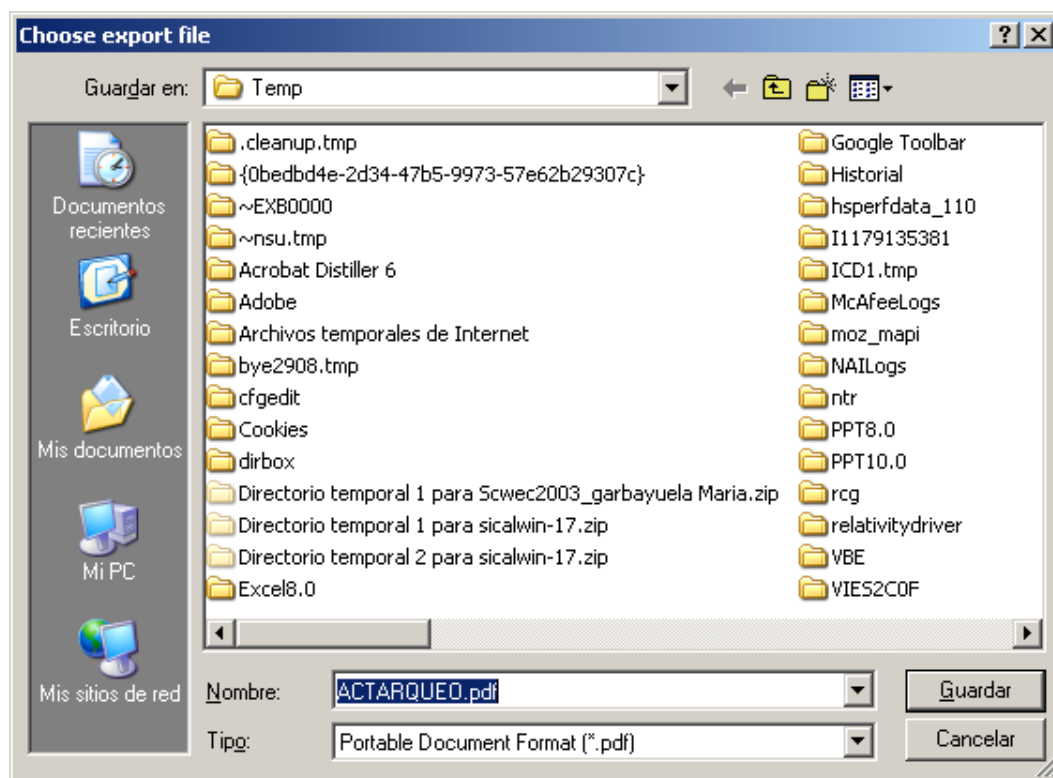 Choose export file
Guardar en:
Temp
Documentos
recientes
Escritorio
Mis documentos
Mi PC
Mis sitios de red
.cleanup.tmp
{0bedbd4e-2d34-47b5-9973-57e62b29307c}
~EXB0000
~nsu.tmp
Acrobat Distiller 6
Adobe
Archivos temporales de Internet
bye2908.tmp
cfgedit
Cookies
dirbox
Directorio temporal 1 para Scwec2003_garbayuela Maria.zip
Directorio temporal 1 para sicalwin-17.zip
Directorio temporal 2 para sicalwin-17.zip
Excel8.0
Google Toolbar
Historial
hsperfdata_110
I1179135381
ICD1.tmp
McAfeeLogs
moz_mapi
NAILogs
ntr
PPT8.0
PPT10.0
rcg
relativitydriver
VBE
VIES2C0F
Nombre:
ACTARQUEO.pdf
Guardar
Tipo:
Portable Document Format (*.pdf)
Cancelar